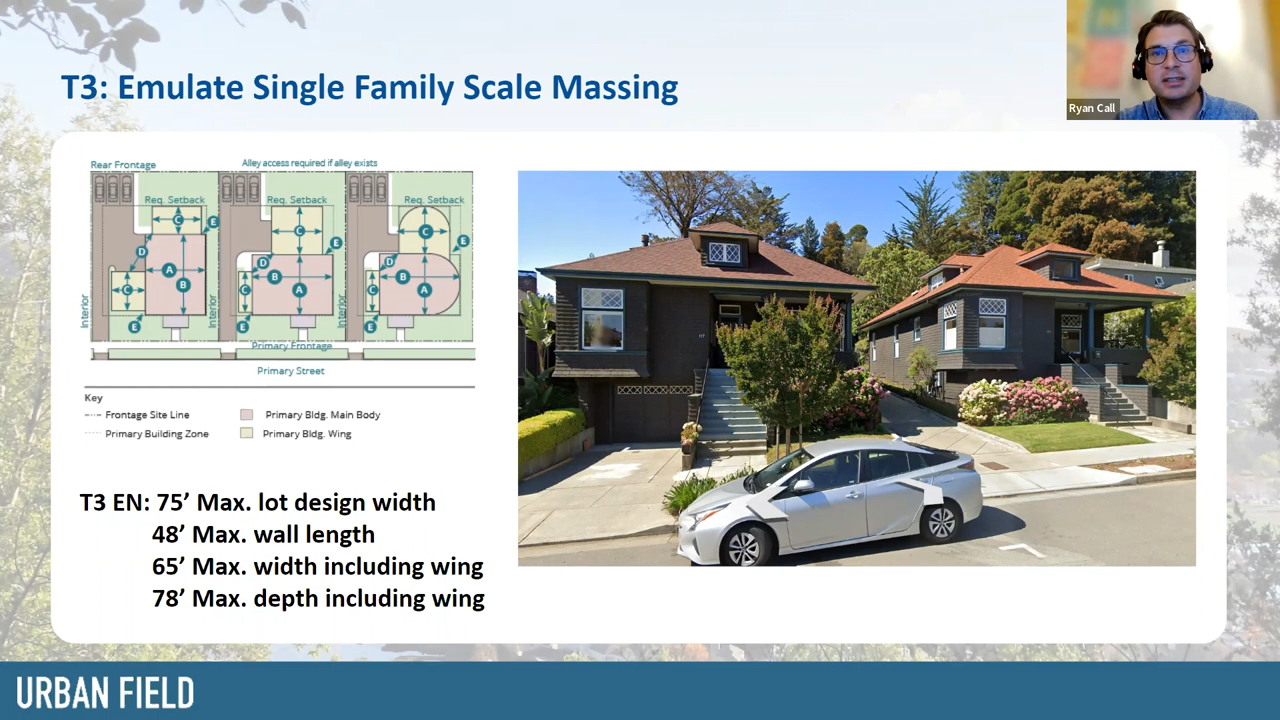 T3: Emulate Single Family Scale Massing
Ryan Call
Rear Frontage
Alley access required if alley exists
Req. Setback
Req. Setback
Req. Setback
C
E
D
A
B
C
E
Interior
Interior
C
E
D
B
C
A
E
Interior
C
E
D
B
C
A
E
Primary Frontage
Primary Street
Key
Frontage Site Line
Primary Bldg. Main Body
Primary Building Zone
Primary Bldg. Wing
T3 EN: 75’ Max. lot design width
48’ Max. wall length
65’ Max. width including wing
78’ Max. depth including wing
URBAN FIELD